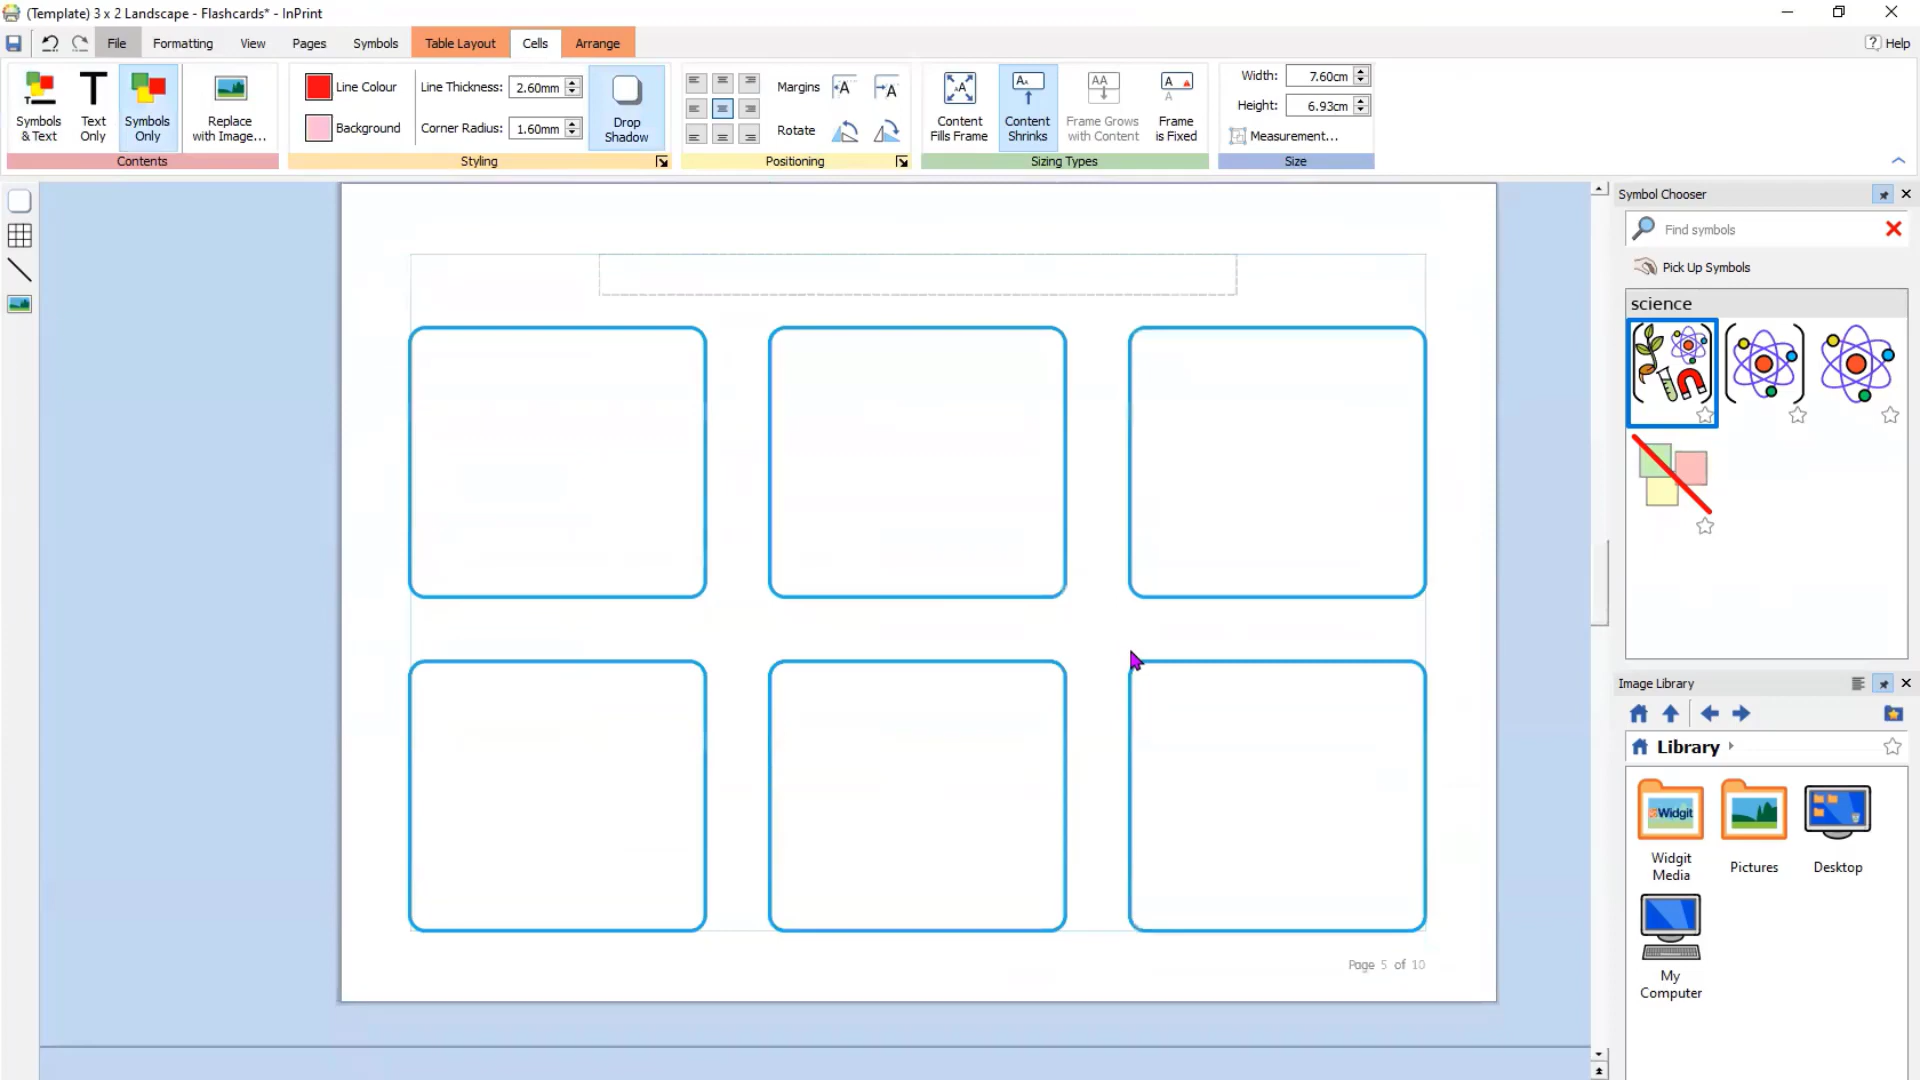 (Template) 3 x 2 Landscape - Flashcards* - InPrint
File Formatting View Pages Symbols Table Layout Cells Arrange Help
Symbols & Text
Text Only
Symbols Only
Replace with Image...
Contents
Line Colour
Background
Line Thickness: 2.60mm
Corner Radius: 1.60mm
Drop Shadow
Styling
Margins
Rotate
Positioning
Content Fills Frame
Content Shrinks
Frame Grows with Content
Frame is Fixed
Sizing Types
Width: 7.60cm
Height: 6.93cm
Measurement...
Size
Symbol Chooser
Find symbols
Pick Up Symbols
science
Image Library
Library
Widgit
Widgit Media
Pictures
Desktop
My Computer
Page 5 of 10